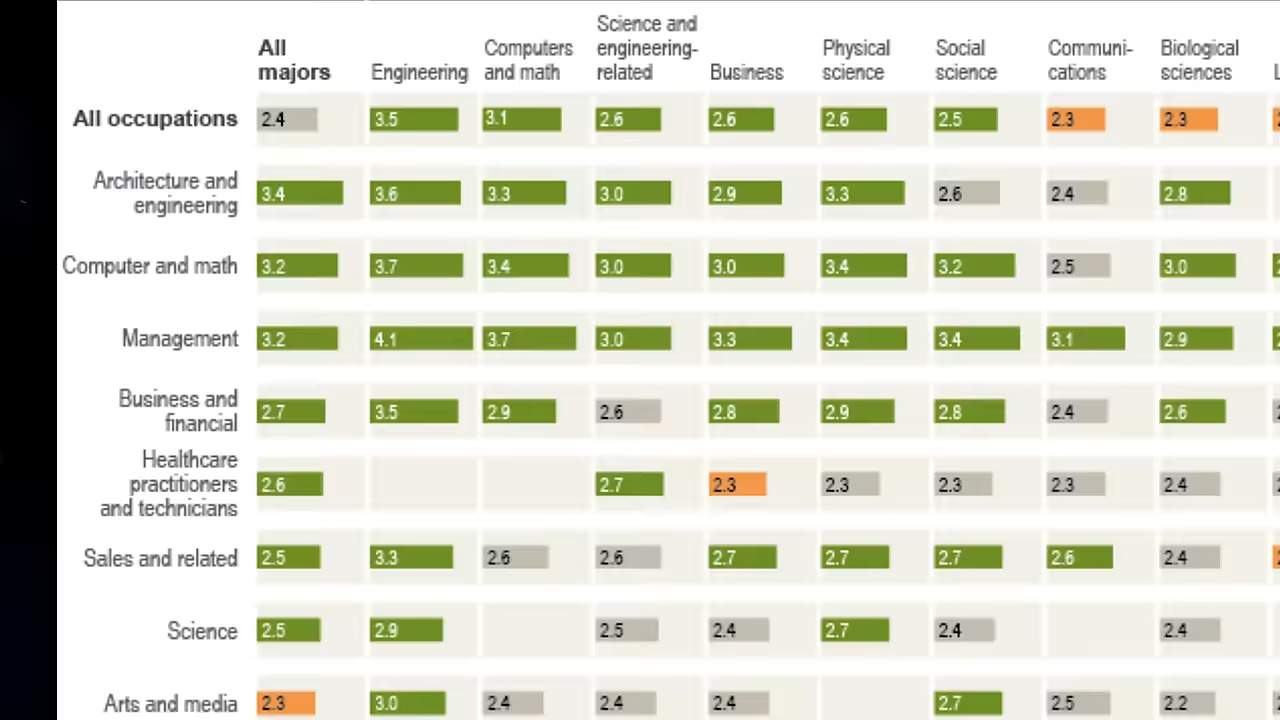 All majors
Engineering
Computers and math
Science and engineering-related
Business
Physical science
Social science
Communi-cations
Biological sciences
All occupations 2.4 3.5 3.1 2.6 2.6 2.6 2.5 2.3 2.3
Architecture and engineering 3.4 3.6 3.3 3.0 2.9 3.3 2.6 2.4 2.8
Computer and math 3.2 3.7 3.4 3.0 3.0 3.4 3.2 2.5 3.0
Management 3.2 4.1 3.7 3.0 3.3 3.4 3.4 3.1 2.9
Business and financial 2.7 3.5 2.9 2.6 2.8 2.9 2.8 2.4 2.6
Healthcare practitioners and technicians 2.6 2.7 2.3 2.3 2.3 2.3 2.4
Sales and related 2.5 3.3 2.6 2.6 2.7 2.7 2.7 2.6 2.4
Science 2.5 2.9 2.5 2.4 2.7 2.4 2.4
Arts and media 2.3 3.0 2.4 2.4 2.4 2.7 2.5 2.2